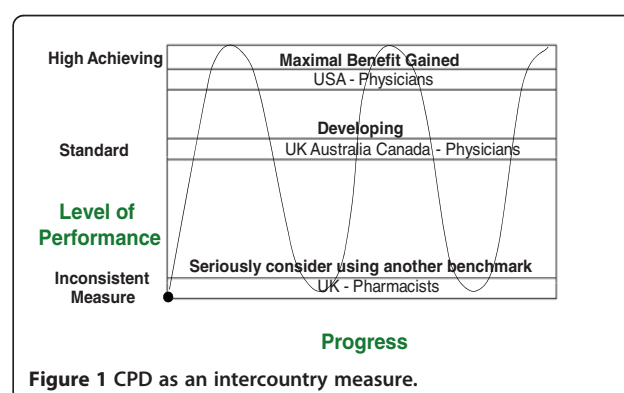 High Achieving
Maximal Benefit Gained
USA - Physicians
Developing
Standard
UK Australia Canada - Physicians
Level of
Performance
Seriously consider using another benchmark
Inconsistent
Measure
UK - Pharmacists
Progress
Figure 1 CPD as an intercountry measure.